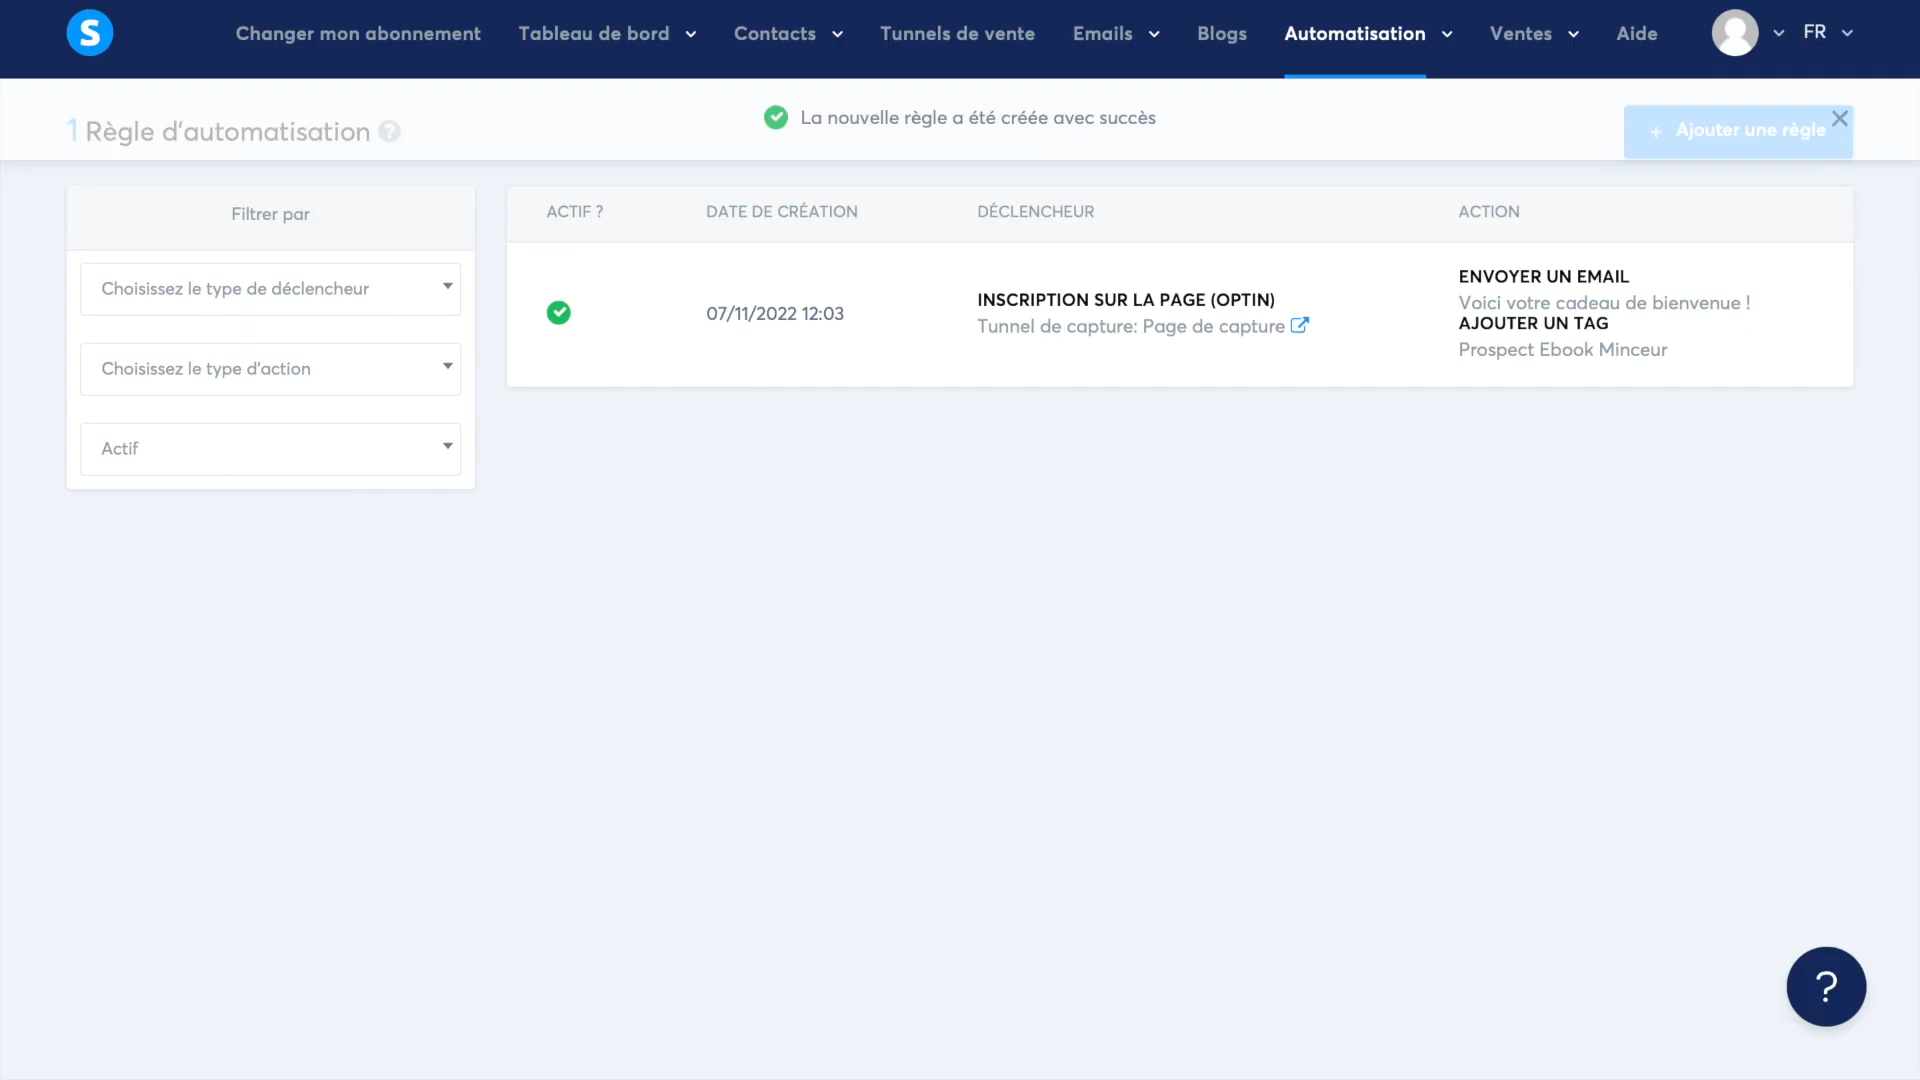 S
Changer mon abonnement Tableau de bord Contacts Tunnels de vente Emails Blogs Automatisation Ventes Aide FR
La nouvelle règle a été créée avec succès
1 Règle d'automatisation ?
+ Ajouter une règle
Filtrer par
Choisissez le type de déclencheur
Choisissez le type d'action
Actif
ACTIF ? DATE DE CRÉATION DÉCLENCHEUR ACTION
07/11/2022 12:03
INSCRIPTION SUR LA PAGE (OPTIN)
Tunnel de capture: Page de capture
ENVOYER UN EMAIL
Voici votre cadeau de bienvenue !
AJOUTER UN TAG
Prospect Ebook Minceur
?